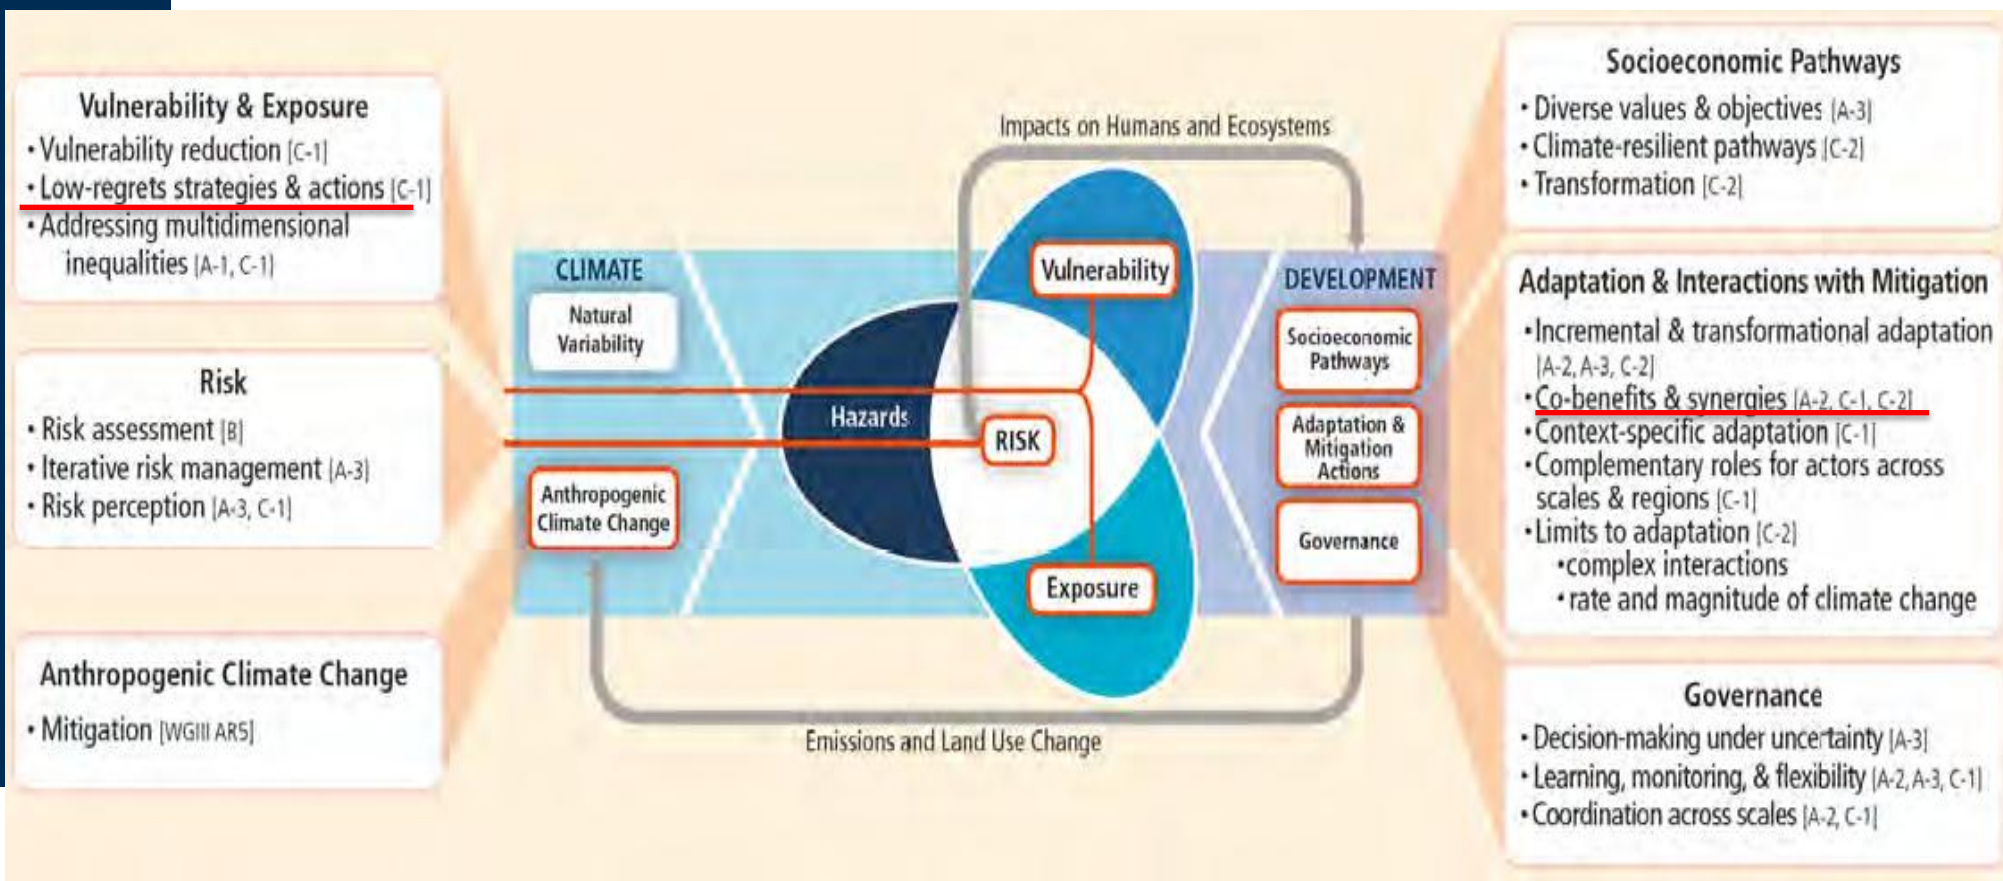 Vulnerability & Exposure
• Vulnerability reduction [C-1]
• Low-regrets strategies & actions [C-1]
• Addressing multidimensional
inequalities [A-1, C-1]
Risk
• Risk assessment [B]
• Iterative risk management [A-3]
• Risk perception [A-3, C-1]
Anthropogenic Climate Change
• Mitigation [WGIII AR5]
Impacts on Humans and Ecosystems
CLIMATE
Natural
Variability
Anthropogenic
Climate Change
Hazards
Vulnerability
RISK
Exposure
DEVELOPMENT
Socioeconomic
Pathways
Adaptation &
Mitigation
Actions
Governance
Emissions and Land Use Change
Socioeconomic Pathways
• Diverse values & objectives [A-3]
• Climate-resilient pathways [C-2]
• Transformation [C-2]
Adaptation & Interactions with Mitigation
• Incremental & transformational adaptation
[A-2, A-3, C-2]
• Co-benefits & synergies [A-2, C-1, C-2]
• Context-specific adaptation [C-1]
• Complementary roles for actors across
scales & regions [C-1]
• Limits to adaptation [C-2]
• complex interactions
• rate and magnitude of climate change
Governance
• Decision-making under uncertainty [A-3]
• Learning, monitoring, & flexibility [A-2, A-3, C-1]
• Coordination across scales [A-2, C-1]